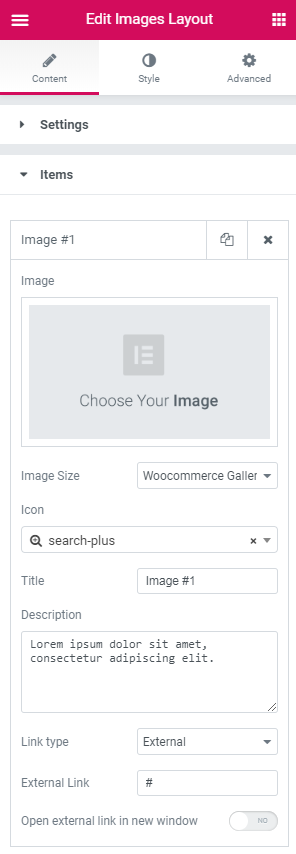 Edit Images Layout
Content Style Advanced
Settings
Items
Image #1
Image
Choose Your Image
Image Size Woocommerce Galler
Icon
search-plus
Title Image #1
Description
Lorem ipsum dolor sit amet,
consectetur adipiscing elit.
Link type External
External Link #
Open external link in new window NO